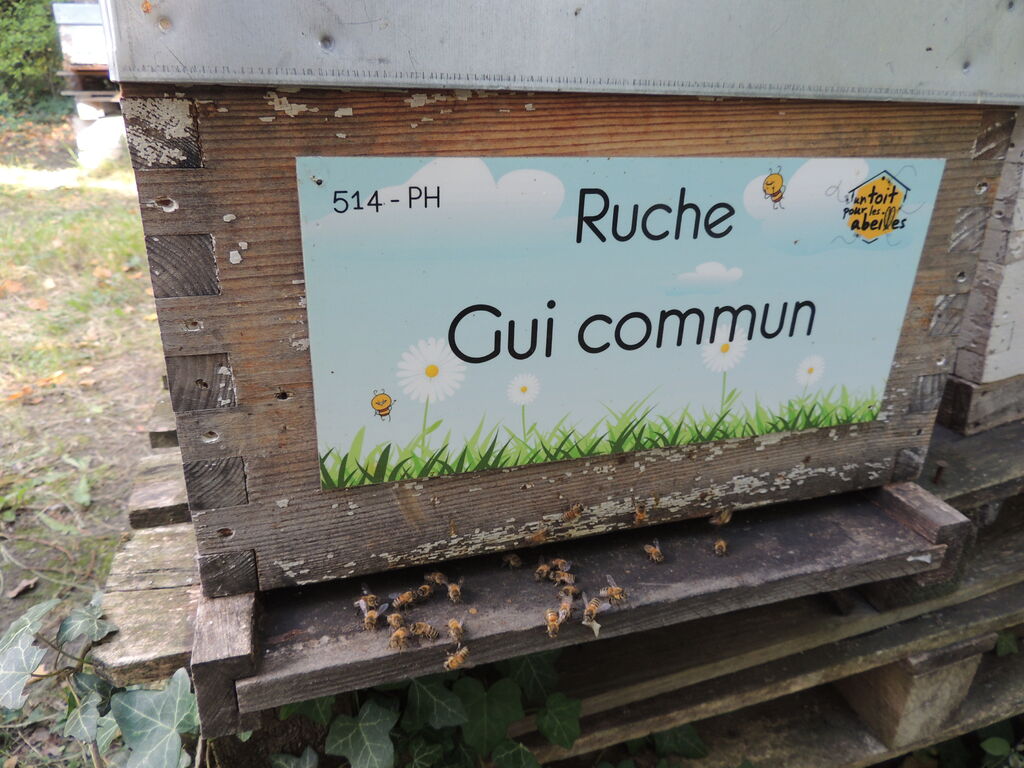 514 - PH
Ruche
un toit
pour les
abeilles
Gui commun